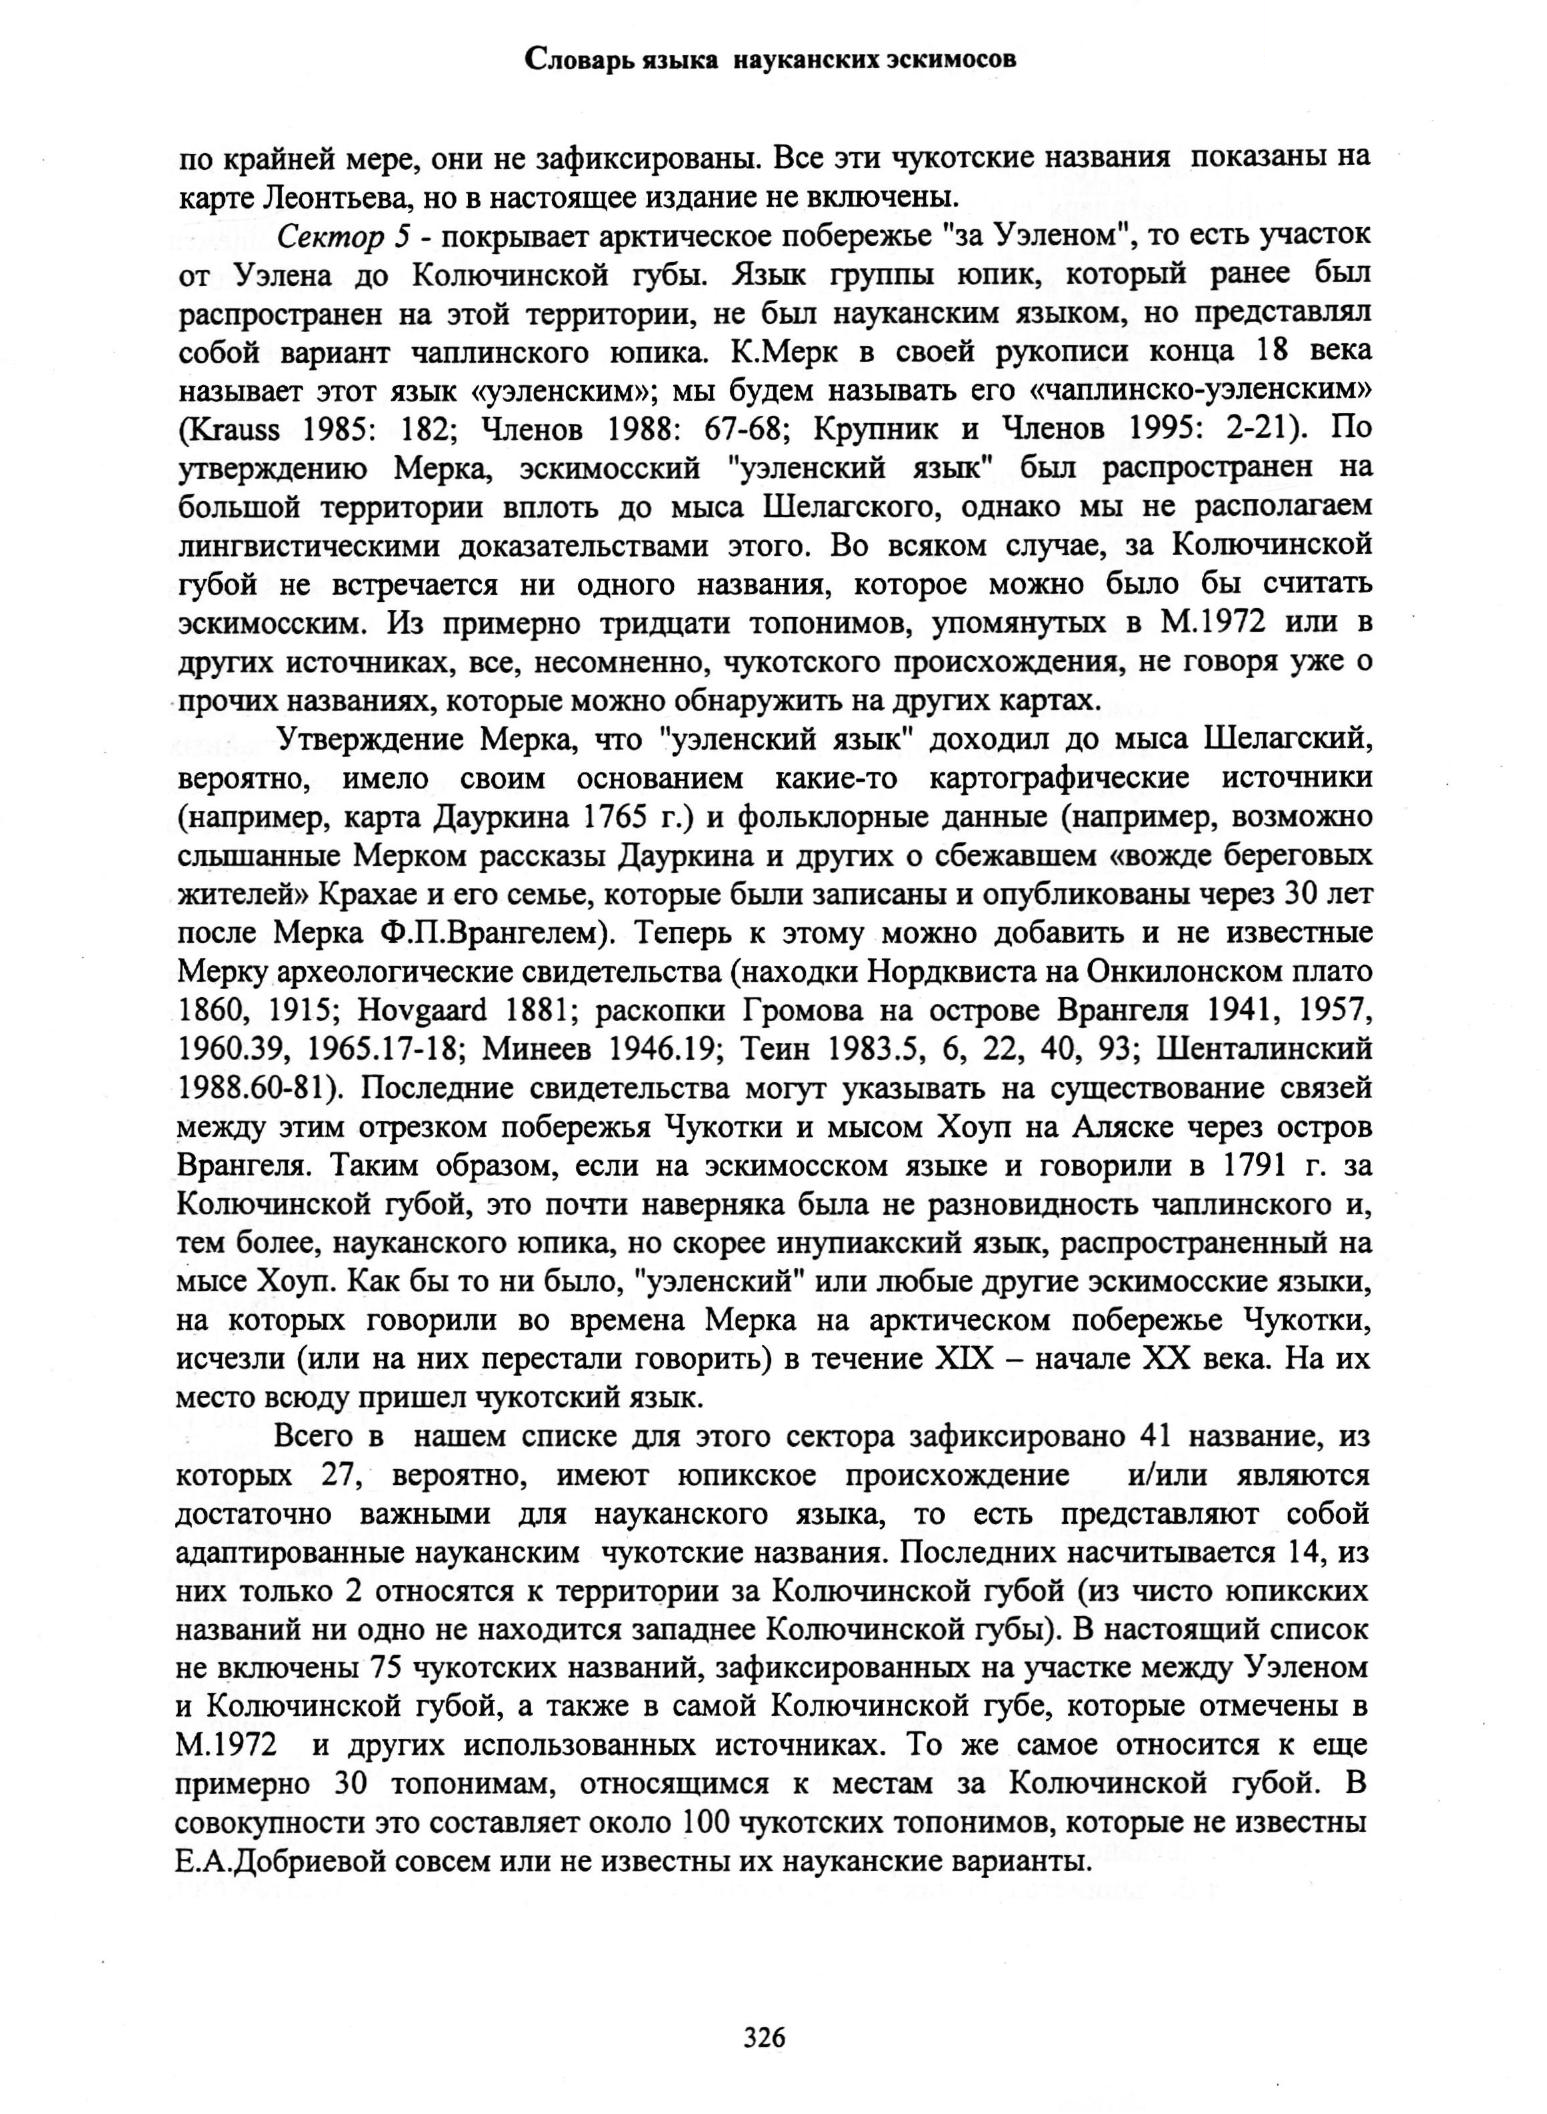 Словарь языка науканских эскимосов
по крайней мере, они не зафиксированы. Все эти чукотские названия показаны на
карте Леонтьева, но в настоящее издание не включены.
Сектор 5 - покрывает арктическое побережье "за Уэленом", то есть участок
от Уэлена до Колючинской губы. Язык группы юпик, который ранее был
распространен на этой территории, не был науканским языком, но представлял
собой вариант чаплинского юпика. К.Мерк в своей рукописи конца 18 века
называет этот язык «уэленским»; мы будем называть его «чаплинско-уэленским»
(Krauss 1985: 182; Членов 1988: 67-68; Крупник и Членов 1995: 2-21). По
утверждению Мерка, эскимосский "уэленский язык" был распространен на
большой территории вплоть до мыса Шелагского, однако мы не располагаем
лингвистическими доказательствами этого. Во всяком случае, за Колючинской
губой не встречается ни одного названия, которое можно было бы считать
эскимосским. Из примерно тридцати топонимов, упомянутых в М.1972 или в
других источниках, все, несомненно, чукотского происхождения, не говоря уже о
прочих названиях, которые можно обнаружить на других картах.
Утверждение Мерка, что "уэленский язык" доходил до мыса Шелагский,
вероятно, имело своим основанием какие-то картографические источники
(например, карта Дауркина 1765 г.) и фольклорные данные (например, возможно
слышанные Мерком рассказы Дауркина и других о сбежавшем «вожде береговых
жителей» Крахае и его семье, которые были записаны и опубликованы через 30 лет
после Мерка Ф.П.Врангелем). Теперь к этому можно добавить и не известные
Мерку археологические свидетельства (находки Нордквиста на Онкилонском плато
1860, 1915; Hovgaard 1881; раскопки Громова на острове Врангеля 1941, 1957,
1960.39, 1965.17-18; Минеев 1946.19; Теин 1983.5, 6, 22, 40, 93; Шенталинский
1988.60-81). Последние свидетельства могут указывать на существование связей
между этим отрезком побережья Чукотки и мысом Хоуп на Аляске через остров
Врангеля. Таким образом, если на эскимосском языке и говорили в 1791 г. за
Колючинской губой, это почти наверняка была не разновидность чаплинского и,
тем более, науканского юпика, но скорее инупиакский язык, распространенный на
мысе Хоуп. Как бы то ни было, "уэленский" или любые другие эскимосские языки,
на которых говорили во времена Мерка на арктическом побережье Чукотки,
исчезли (или на них перестали говорить) в течение XIX – начале XX века. На их
место всюду пришел чукотский язык.
Всего в нашем списке для этого сектора зафиксировано 41 название, из
которых 27, вероятно, имеют юпикское происхождение и/или являются
достаточно важными для науканского языка, то есть представляют собой
адаптированные науканским чукотские названия. Последних насчитывается 14, из
них только 2 относятся к территории за Колючинской губой (из чисто юпикских
названий ни одно не находится западнее Колючинской губы). В настоящий список
не включены 75 чукотских названий, зафиксированных на участке между Уэленом
и Колючинской губой, а также в самой Колючинской губе, которые отмечены в
М.1972 и других использованных источниках. То же самое относится к еще
примерно 30 топонимам, относящимся к местам за Колючинской губой. В
совокупности это составляет около 100 чукотских топонимов, которые не известны
Е.А.Добриевой совсем или не известны их науканские варианты.
326